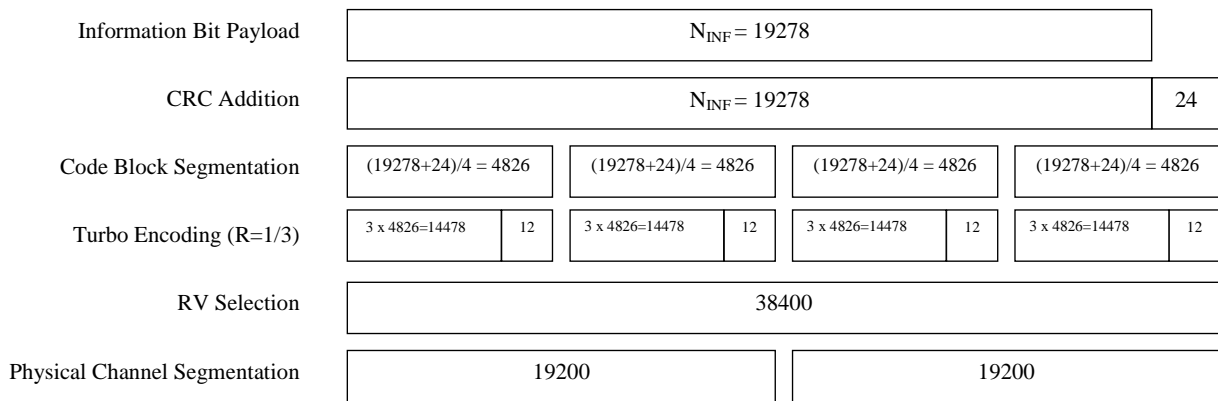 Information Bit Payload N_INF = 19278
CRC Addition N_INF = 19278 24
Code Block Segmentation (19278+24)/4 = 4826 (19278+24)/4 = 4826 (19278+24)/4 = 4826 (19278+24)/4 = 4826
Turbo Encoding (R=1/3) 3 x 4826=14478 12 3 x 4826=14478 12 3 x 4826=14478 12 3 x 4826=14478 12
RV Selection 38400
Physical Channel Segmentation 19200 19200